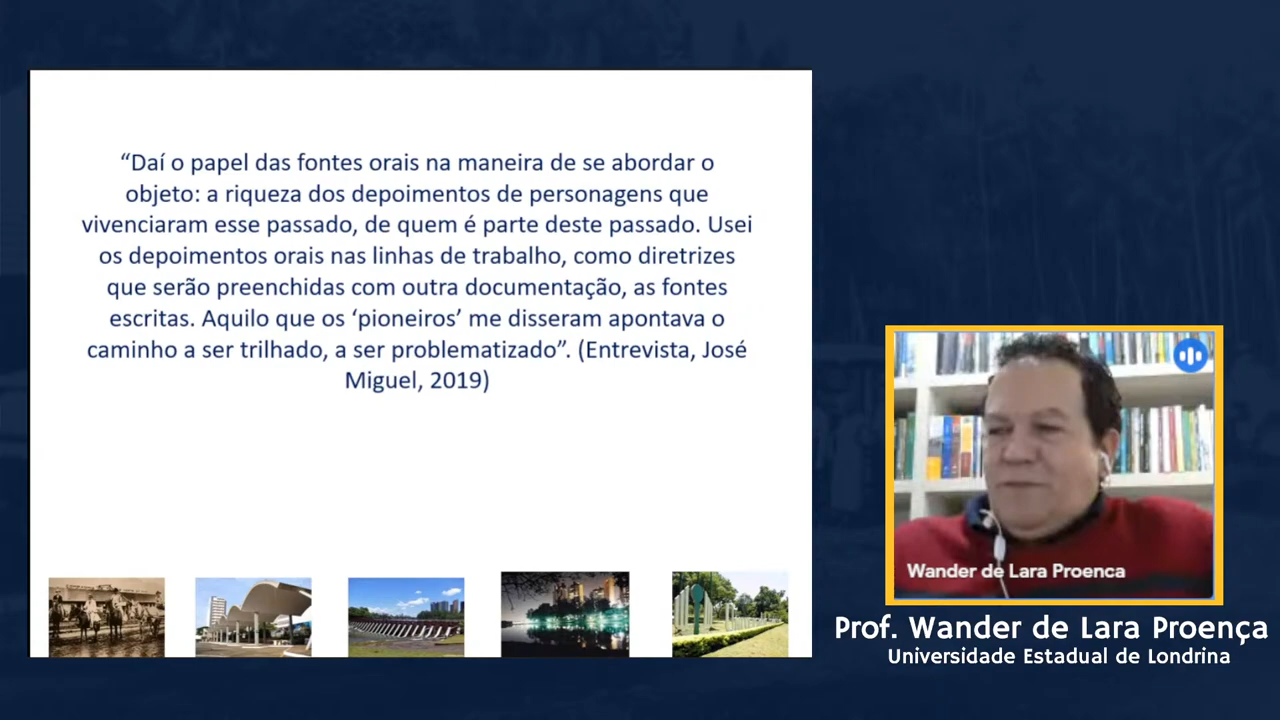 “Daí o papel das fontes orais na maneira de se abordar o
objeto: a riqueza dos depoimentos de personagens que
vivenciaram esse passado, de quem é parte deste passado. Usei
os depoimentos orais nas linhas de trabalho, como diretrizes
que serão preenchidas com outra documentação, as fontes
escritas. Aquilo que os ‘pioneiros’ me disseram apontava o
caminho a ser trilhado, a ser problematizado”. (Entrevista, José
Miguel, 2019)
Wander de Lara Proenca
Prof. Wander de Lara Proença
Universidade Estadual de Londrina